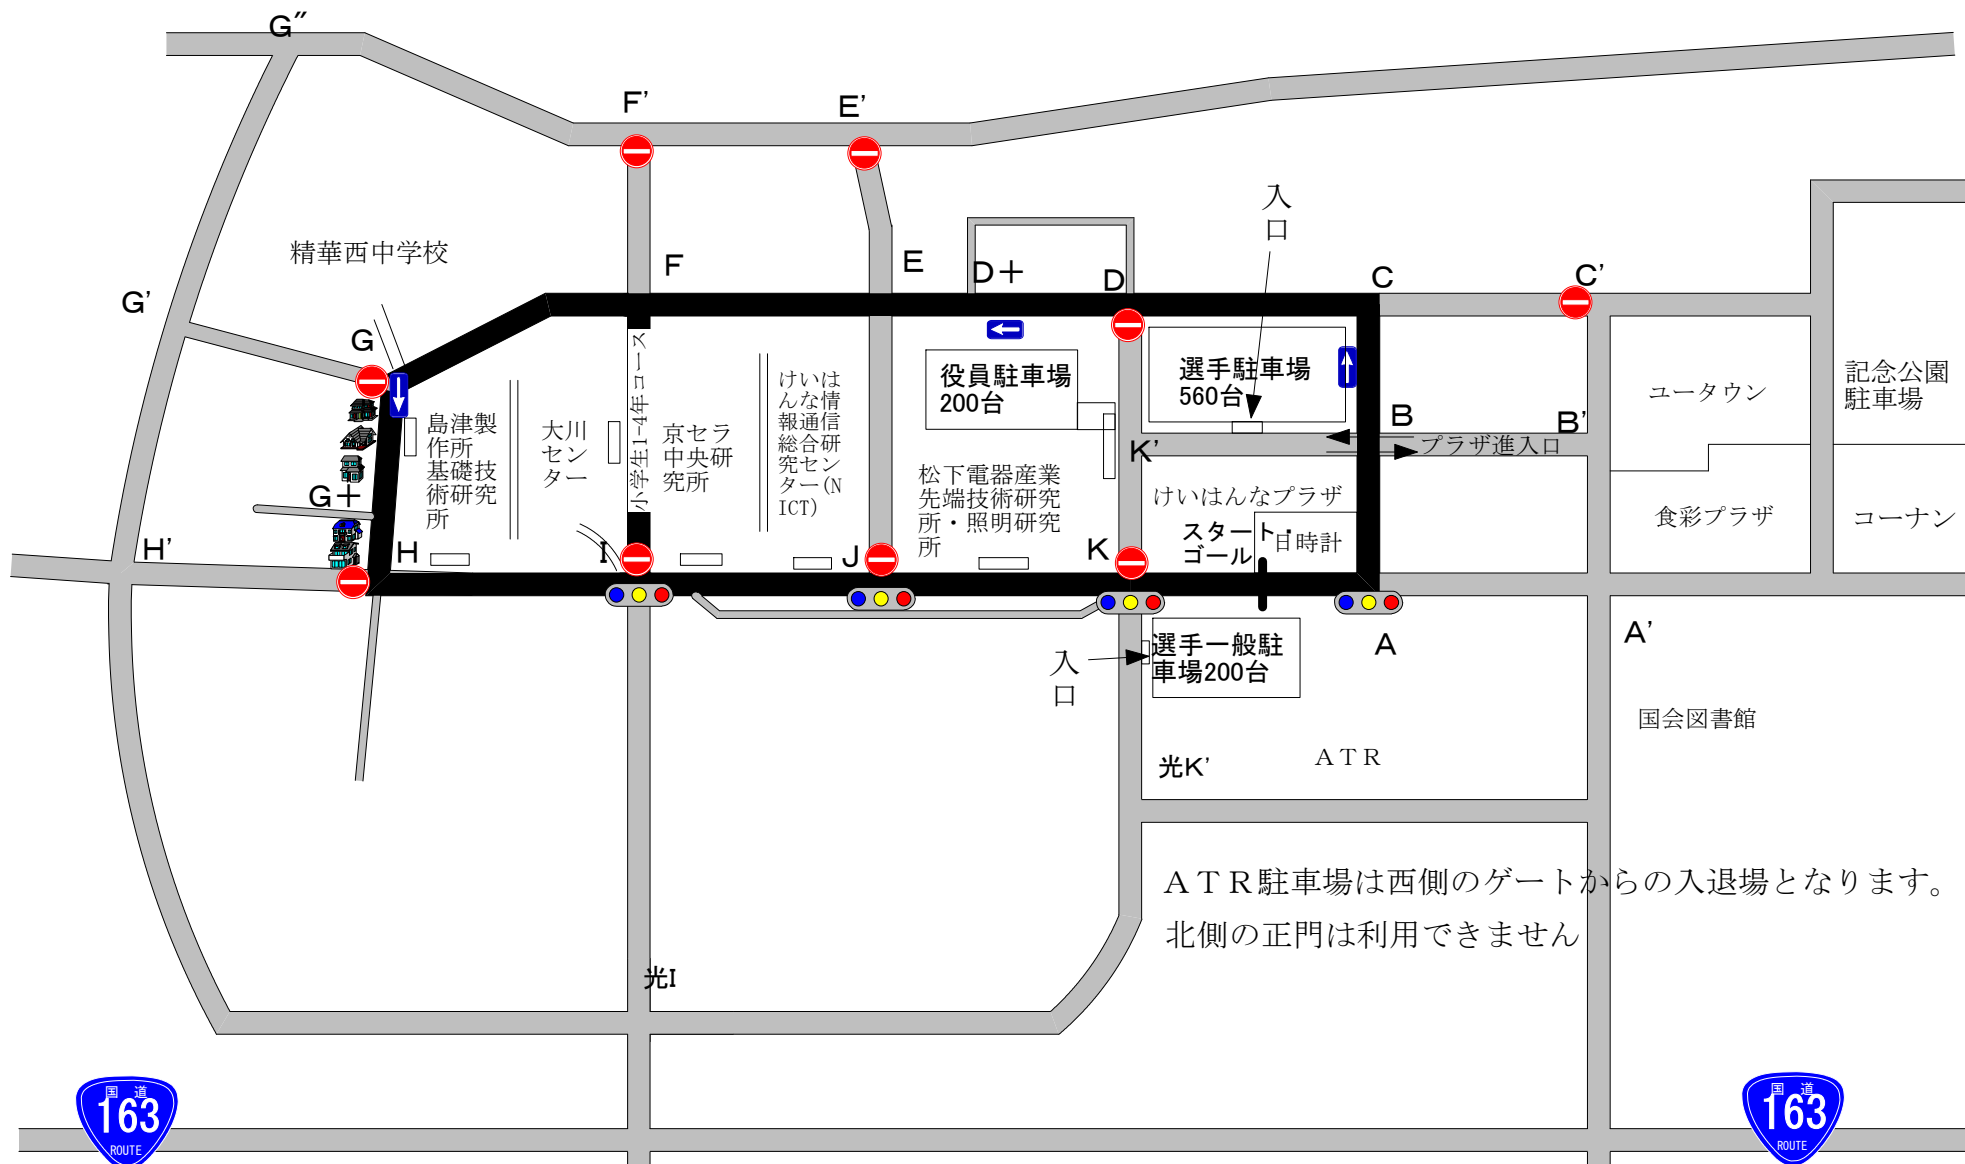 G″
F’
E’
入
口
精華西中学校
F
E
D＋
D
C
C’
G’
G
小学生1-4年コース
役員駐車場
200台
選手駐車場
560台
ユータウン
記念公園
駐車場
島津製
作所
基礎技
術研究
所
大川
セン
ター
京セラ
中央研
究所
けいは
んな情
報通信
総合研
究セン
ター(N
ICT)
松下電器産業
先端技術研究
所・照明研究
所
K’
B
B’
プラザ進入口
けいはんなプラザ
G＋
スタート・
ゴール
日時計
食彩プラザ
コーナン
H’
H
I
J
K
A
A’
入
口
選手一般駐
車場200台
国会図書館
光K’
ＡＴＲ
ＡＴＲ駐車場は西側のゲートからの入退場となります。
北側の正門は利用できません
光I
国道
163
ROUTE
国道
163
ROUTE